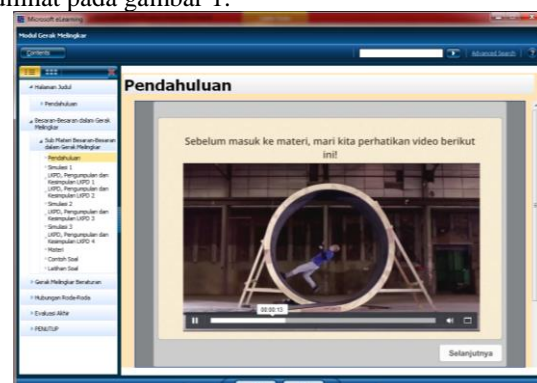 terlihat pada gambar 1.
Microsoft eLearning
Modul Gerak Melingkar
Contents
Advanced Search
?
Halaman Judul
Pendahuluan
Besaran-Besaran dalam Gerak
Melingkar
Sub Materi Besaran-Besaran
dalam Gerak Melingkar
Pendahuluan
Simulasi 1
LKPD, Pengumpulan dan
Kesimpulan LKPD 1
LKPD, Pengumpulan dan
Kesimpulan LKPD 2
Simulasi 2
LKPD, Pengumpulan dan
Kesimpulan LKPD 3
Simulasi 3
LKPD, Pengumpulan dan
Kesimpulan LKPD 4
Materi
Contoh Soal
Latihan Soal
Gerak Melingkar Beraturan
Hubungan Roda-Roda
Evaluasi Akhir
PENUTUP
Pendahuluan
Sebelum masuk ke materi, mari kita perhatikan video berikut
ini!
00:00:13
Selanjutnya